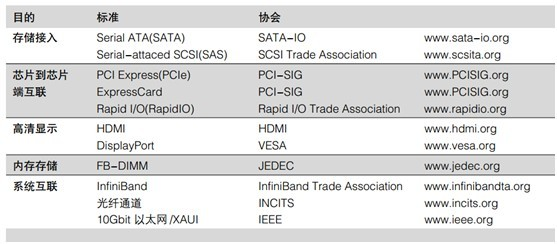 目的 标准 协会
存储接入 Serial ATA(SATA) SATA-IO www.sata-io.org
Serial-attaced SCSI(SAS) SCSI Trade Association www.scsita.org
芯片到芯片 PCI Express(PCIe) PCI-SIG www.PCISIG.org
端互联 ExpressCard PCI-SIG www.PCISIG.org
Rapid I/O(RapidIO) Rapid I/O Trade Association www.rapidio.org
高清显示 HDMI HDMI www.hdmi.org
DisplayPort VESA www.vesa.org
内存存储 FB-DIMM JEDEC www.jedec.org
系统互联 InfiniBand InfiniBand Trade Association www.infinibandta.org
光纤通道 INCITS www.incits.org
10Gbit 以太网/XAUI IEEE www.ieee.org